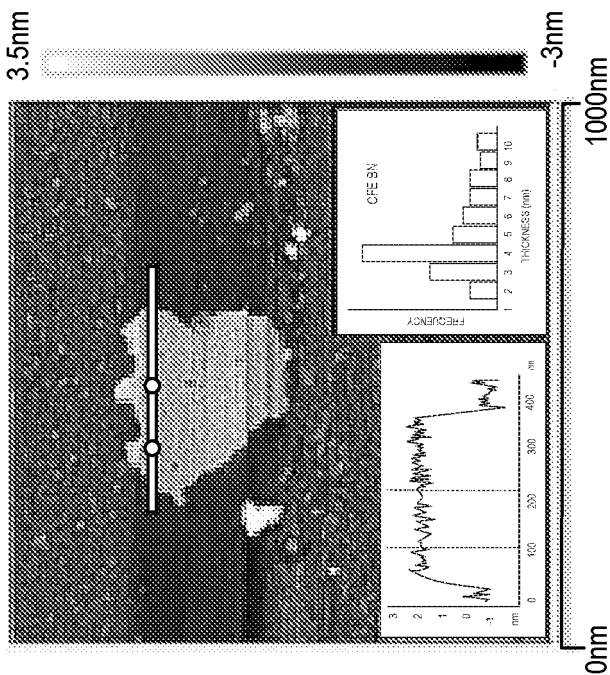 3.5nm
-3nm
CFE BN
FREQUENCY
1 2 3 4 5 6 7 8 9 10
THICKNESS (nm)
3
2
1
0
-1
nm
0 100 200 300 400 nm
0nm
1000nm